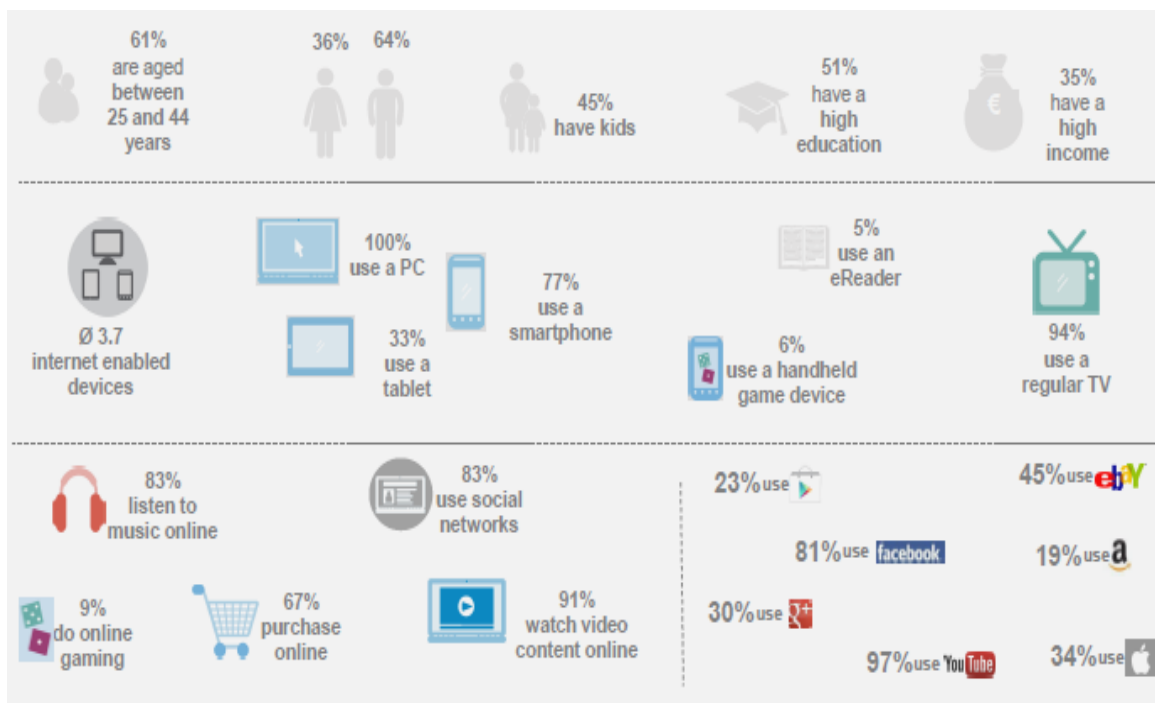 61%
are aged
between
25 and 44
years
36%
64%
45%
have kids
51%
have a
high
education
€
35%
have a
high
income
Ø 3.7
internet enabled
devices
100%
use a PC
33%
use a
tablet
77%
use a
smartphone
5%
use an
eReader
6%
use a handheld
game device
94%
use a
regular TV
83%
listen to
music online
83%
use social
networks
9%
do online
gaming
67%
purchase
online
91%
watch video
content online
23% use
45% use ebay
81% use facebook
19% use a
30% use g+
97% use YouTube
34% use